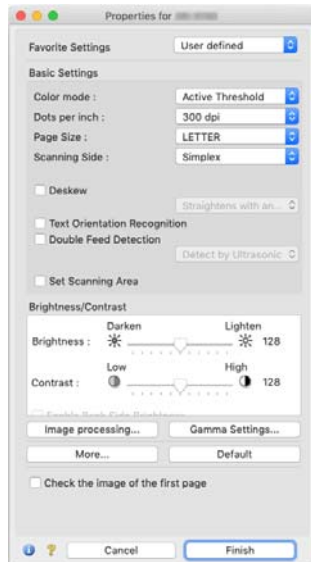 Properties for
Favorite Settings User defined
Basic Settings
Color mode : Active Threshold
Dots per inch : 300 dpi
Page Size : LETTER
Scanning Side : Simplex
Deskew
Straightens with an...
Text Orientation Recognition
Double Feed Detection
Detect by Ultrasonic
Set Scanning Area
Brightness/Contrast
Darken Lighten
Brightness : 128
Low High
Contrast : 128
Image processing... Gamma Settings...
More... Default
Check the image of the first page
Cancel Finish